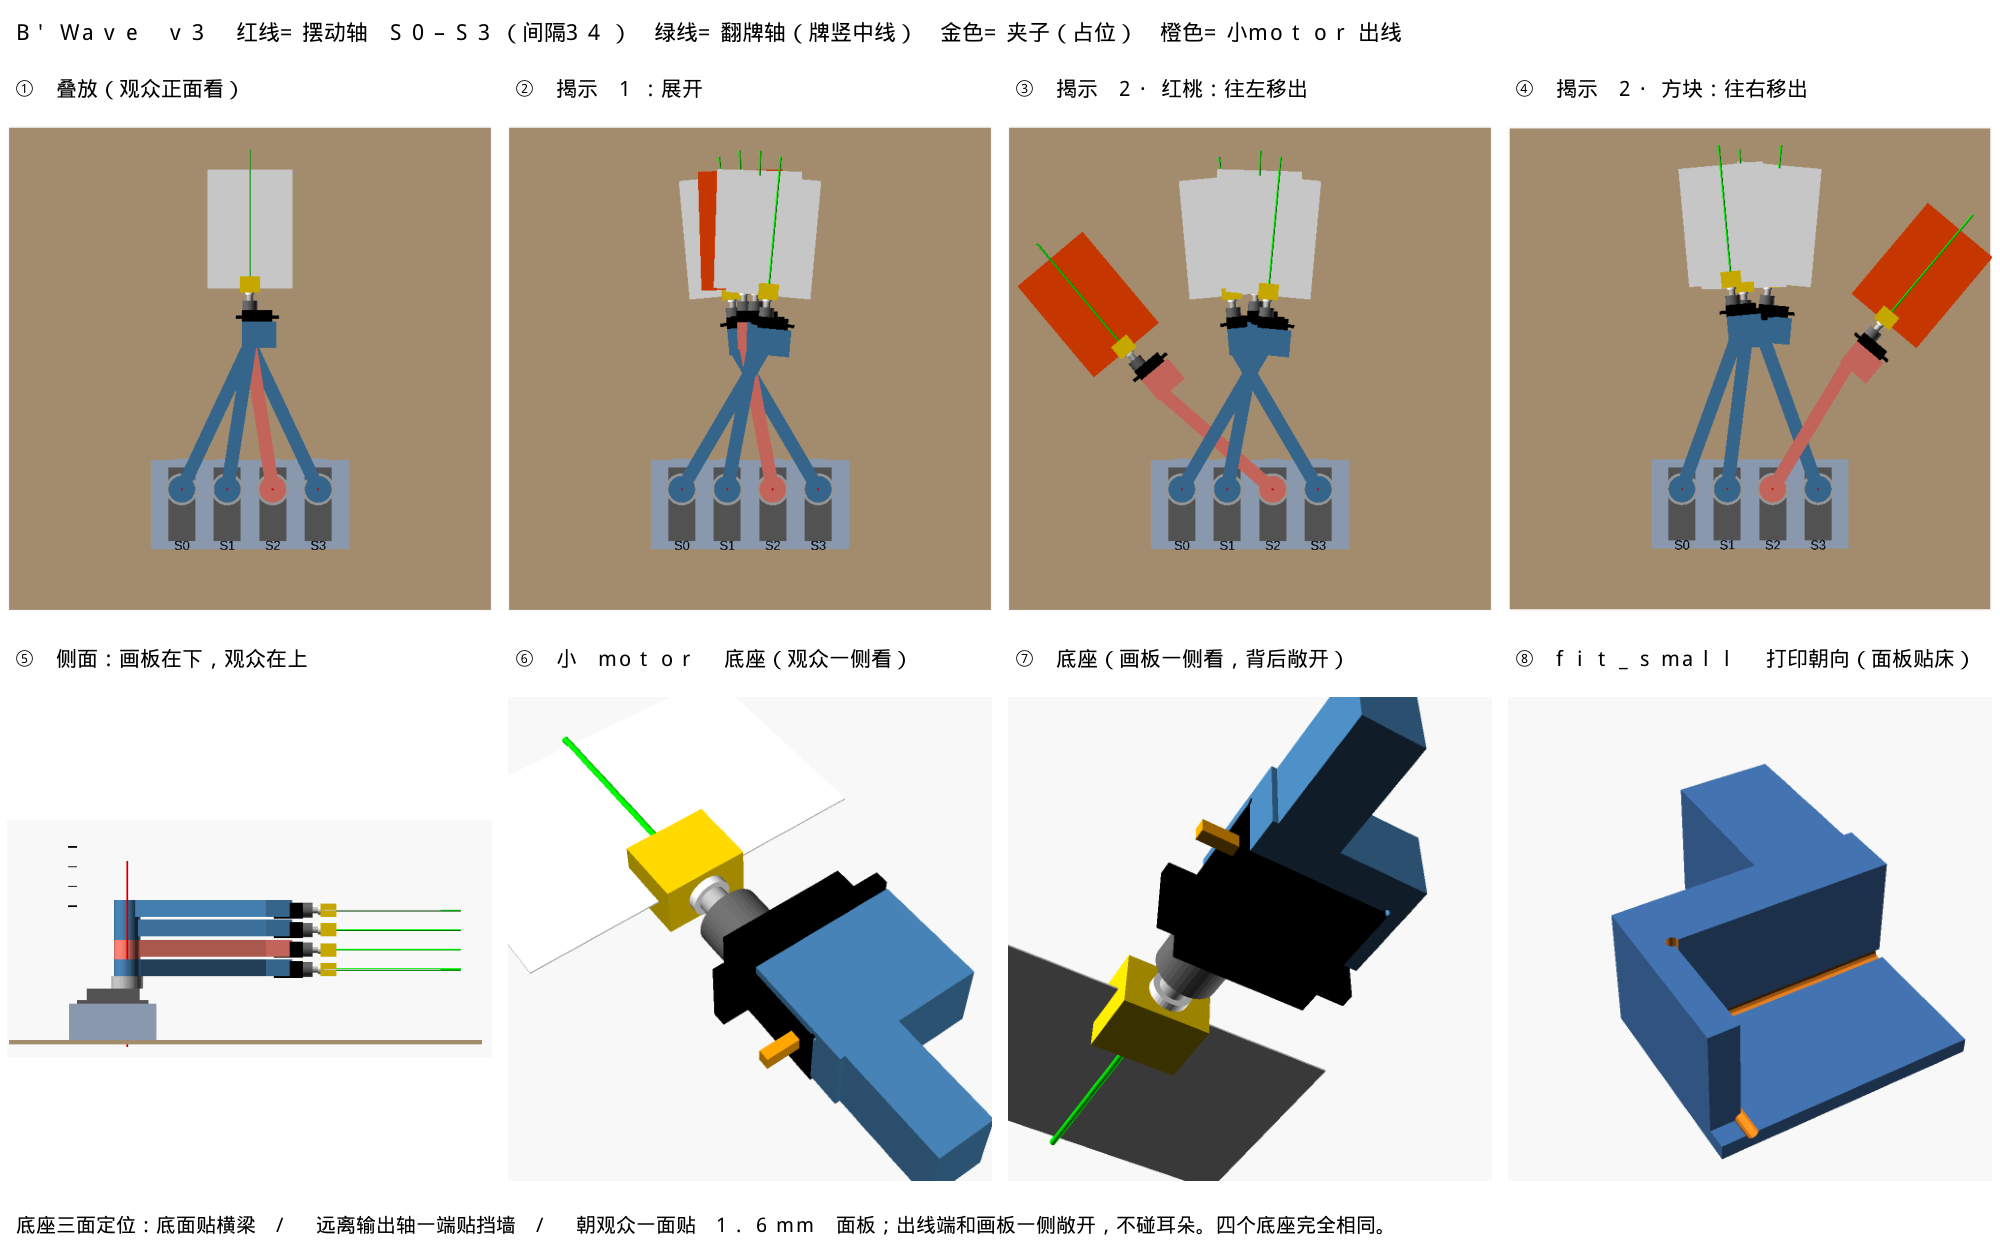 B' Wave v3 红线= 摆动轴 S0–S3（间隔34） 绿线= 翻牌轴（牌竖中线） 金色= 夹子（占位） 橙色= 小motor 出线
① 叠放（观众正面看）
② 揭示 1：展开
③ 揭示 2· 红桃：往左移出
④ 揭示 2· 方块：往右移出
S0 S1 S2 S3
S0 S1 S2 S3
S0 S1 S2 S3
S0 S1 S2 S3
⑤ 侧面：画板在下，观众在上
⑥ 小 motor 底座（观众一侧看）
⑦ 底座（画板一侧看，背后敞开）
⑧ fit_small 打印朝向（面板贴床）
底座三面定位：底面贴横梁 / 远离输出轴一端贴挡墙 / 朝观众一面贴 1.6mm 面板；出线端和画板一侧敞开，不碰耳朵。四个底座完全相同。